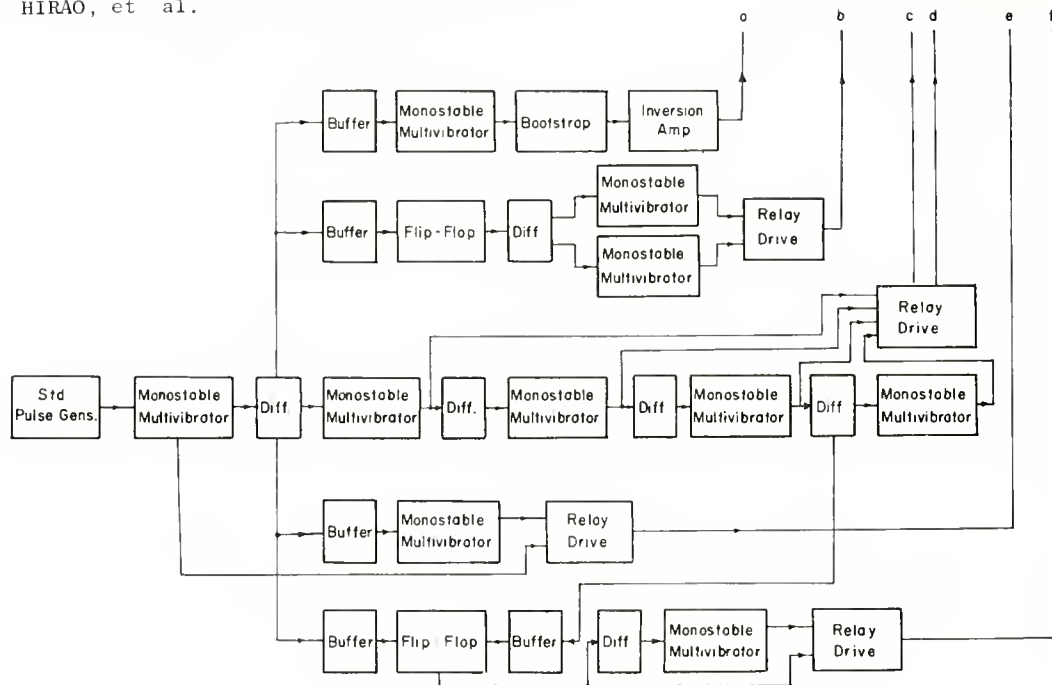 HIRAO, et al.
a b c d e f
Buffer
Monostable
Multivibrator
Bootstrap
Inversion
Amp
Monostable
Multivibrator
Buffer
Flip-Flop
Diff
Relay
Drive
Monostable
Multivibrator
Relay
Drive
Std
Pulse Gens.
Monostable
Multivibrator
Diff.
Monostable
Multivibrator
Diff.
Monostable
Multivibrator
Diff
Monostable
Multivibrator
Diff
Monostable
Multivibrator
Buffer
Monostable
Multivibrator
Relay
Drive
Buffer
Flip Flop
Buffer
Diff
Monostable
Multivibrator
Relay
Drive